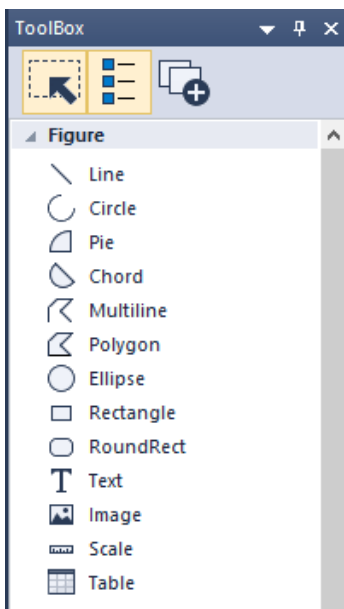 ToolBox
Figure
Line
Circle
Pie
Chord
Multiline
Polygon
Ellipse
Rectangle
RoundRect
Text
Image
Scale
Table